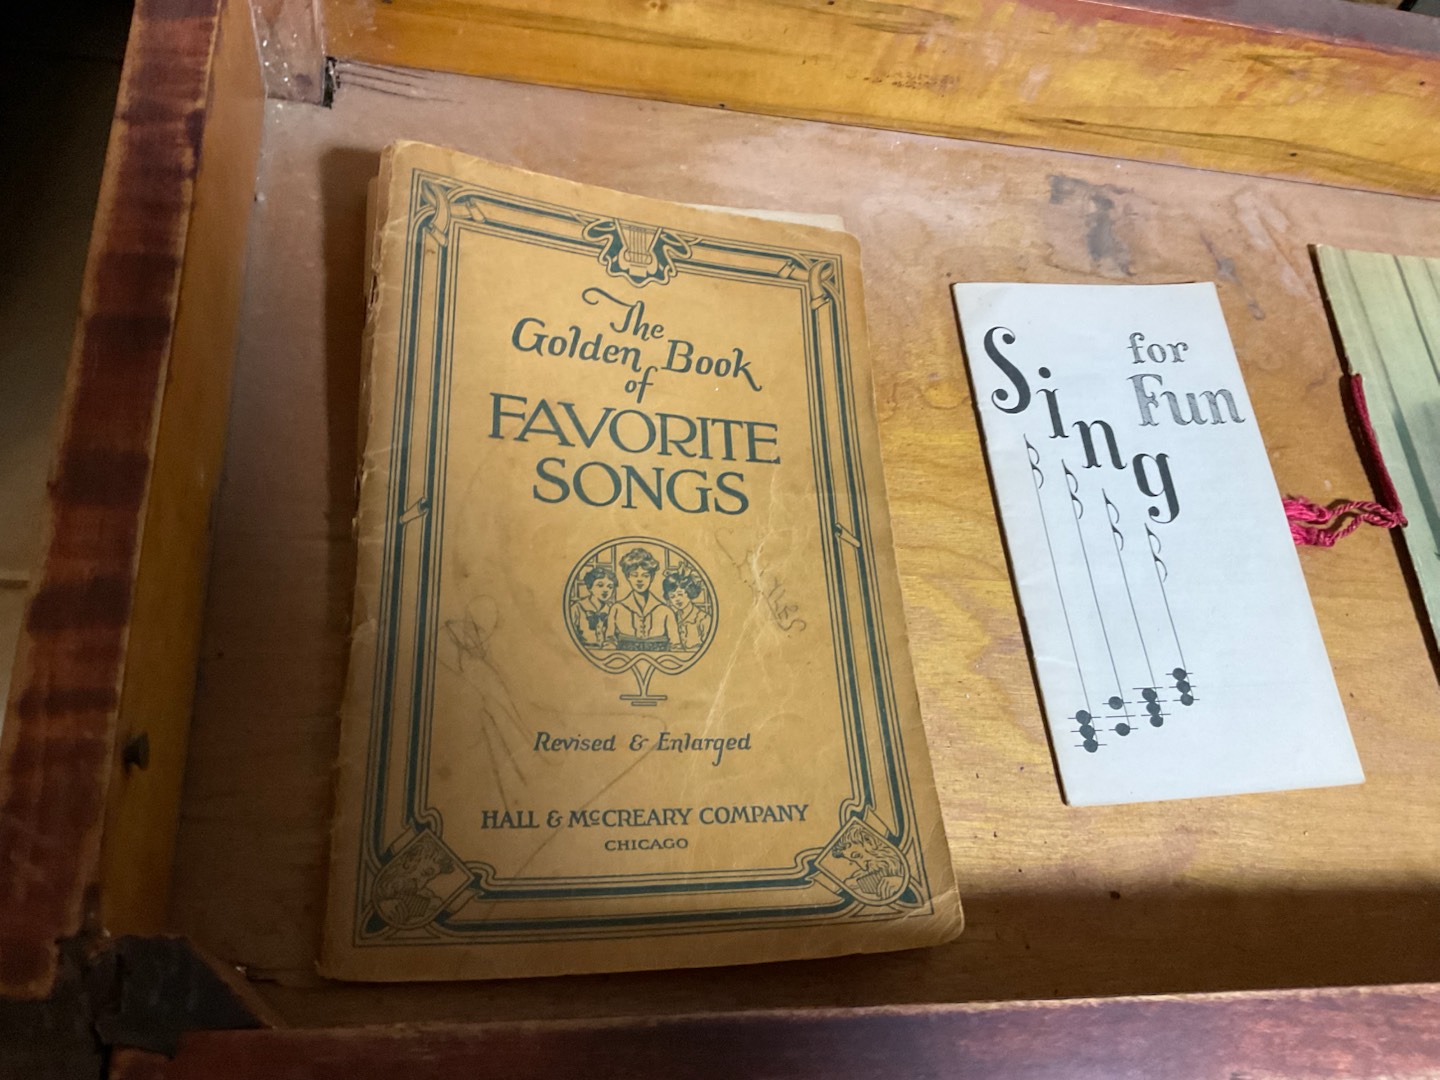 The
Golden Book
of
FAVORITE
SONGS
Revised & Enlarged
HALL & McCREARY COMPANY
CHICAGO
Sing
for
Fun